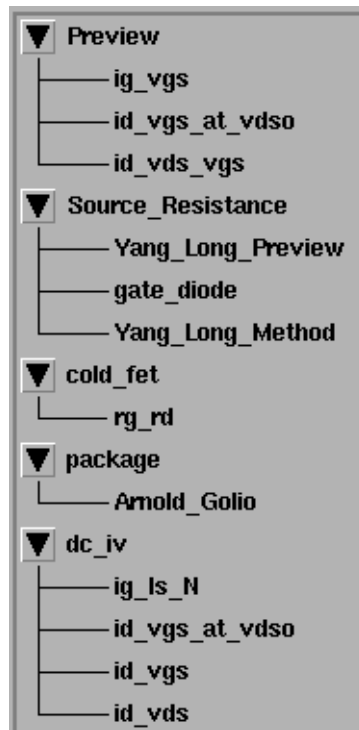 Preview
ig_vgs
id_vgs_at_vdso
id_vds_vgs
Source_Resistance
Yang_Long_Preview
gate_diode
Yang_Long_Method
cold_fet
rg_rd
package
Arnold_Golio
dc_iv
ig_Is_N
id_vgs_at_vdso
id_vgs
id_vds